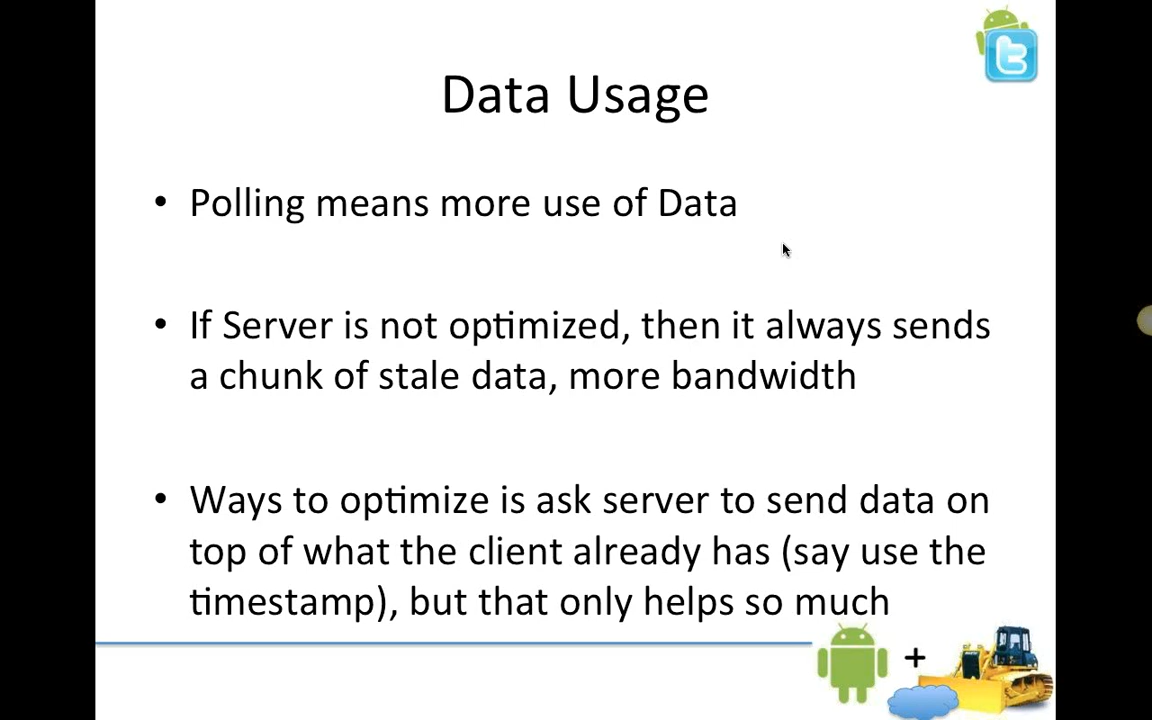 Data Usage
• Polling means more use of Data
• If Server is not optimized, then it always sends
a chunk of stale data, more bandwidth
• Ways to optimize is ask server to send data on
top of what the client already has (say use the
timestamp), but that only helps so much
+